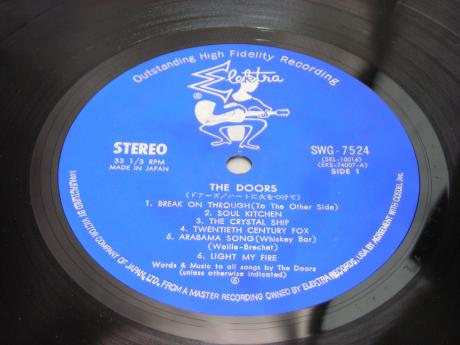 Outstanding High Fidelity Recording
Elektra
®
STEREO
33 1/3 RPM
MADE IN JAPAN
SWG-7524
(SEL-10016)
(EKS-74007-A)
SIDE 1
THE DOORS
(ドアーズ/ハートに火をつけて)
1. BREAK ON THROUGH(To The Other Side)
2. SOUL KITCHEN
3. THE CRYSTAL SHIP
4. TWENTIETH CENTURY FOX
5. ARABAMA SONG(Whiskey Bar)
(Weille-Brechet)
6. LIGHT MY FIRE
Words & Music to all songs by The Doors
(unless otherwise indicated)
MANUFACTURED BY VICTOR COMPANY OF JAPAN, LTD., FROM A MASTER RECORDING OWNED BY ELEKTRA RECORDS, USA BY AGREEMENT WITH COSDEL INC.